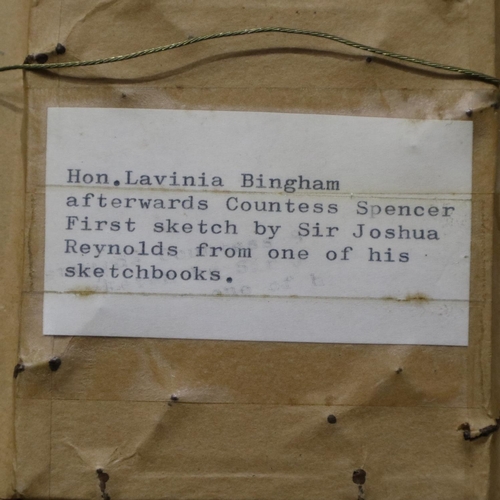 Hon.Lavinia Bingham
afterwards Countess Spencer
First sketch by Sir Joshua
Reynolds from one of his
sketchbooks.